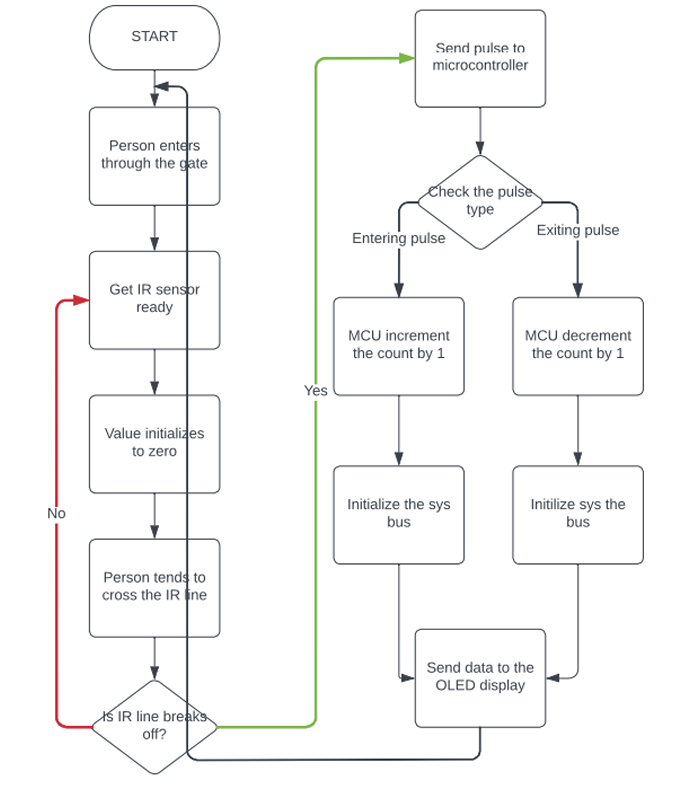 START
Person enters
through the gate
Get IR sensor
ready
Value initializes
to zero
Person tends to
cross the IR line
Is IR line breaks
off?
No
Yes
Send pulse to
microcontroller
Check the pulse
type
Entering pulse
Exiting pulse
MCU increment
the count by 1
MCU decrement
the count by 1
Initialize the sys
bus
Initilize sys the
bus
Send data to the
OLED display